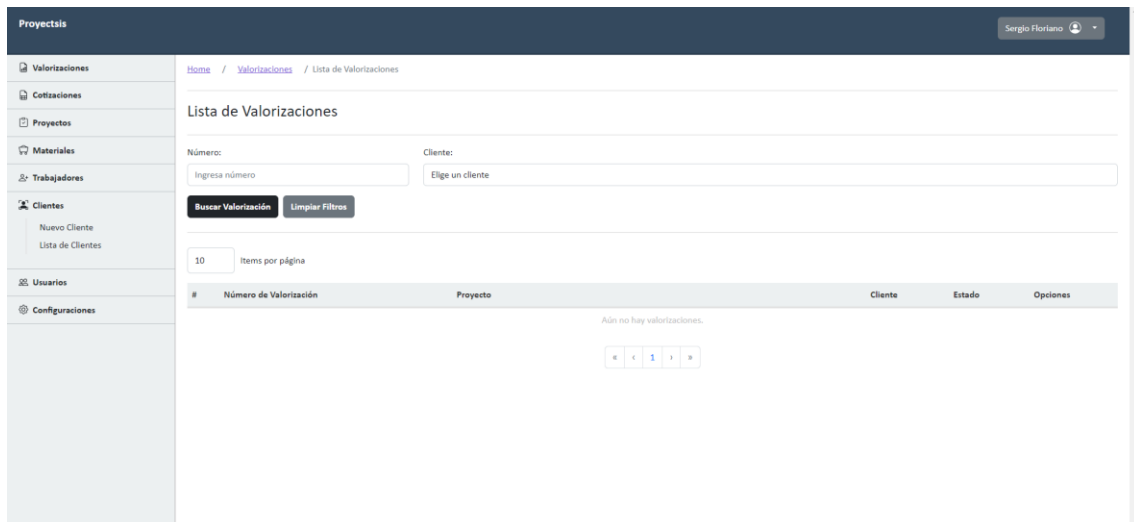 Proyectsis
Sergio Floriano
Valorizaciones
Cotizaciones
Proyectos
Materiales
Trabajadores
Clientes
Nuevo Cliente
Lista de Clientes
Usuarios
Configuraciones
Home / Valorizaciones / Lista de Valorizaciones
Lista de Valorizaciones
Número: Cliente:
Ingresa número Elige un cliente
Buscar Valorización Limpiar Filtros
10 Items por página
# Número de Valorización Proyecto Cliente Estado Opciones
Aún no hay valorizaciones.
« ‹ 1 › »